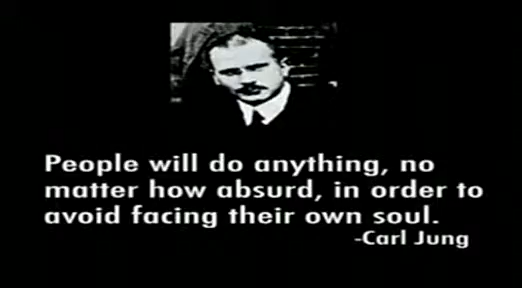 People will do anything, no
matter how absurd, in order to
avoid facing their own soul.
-Carl Jung